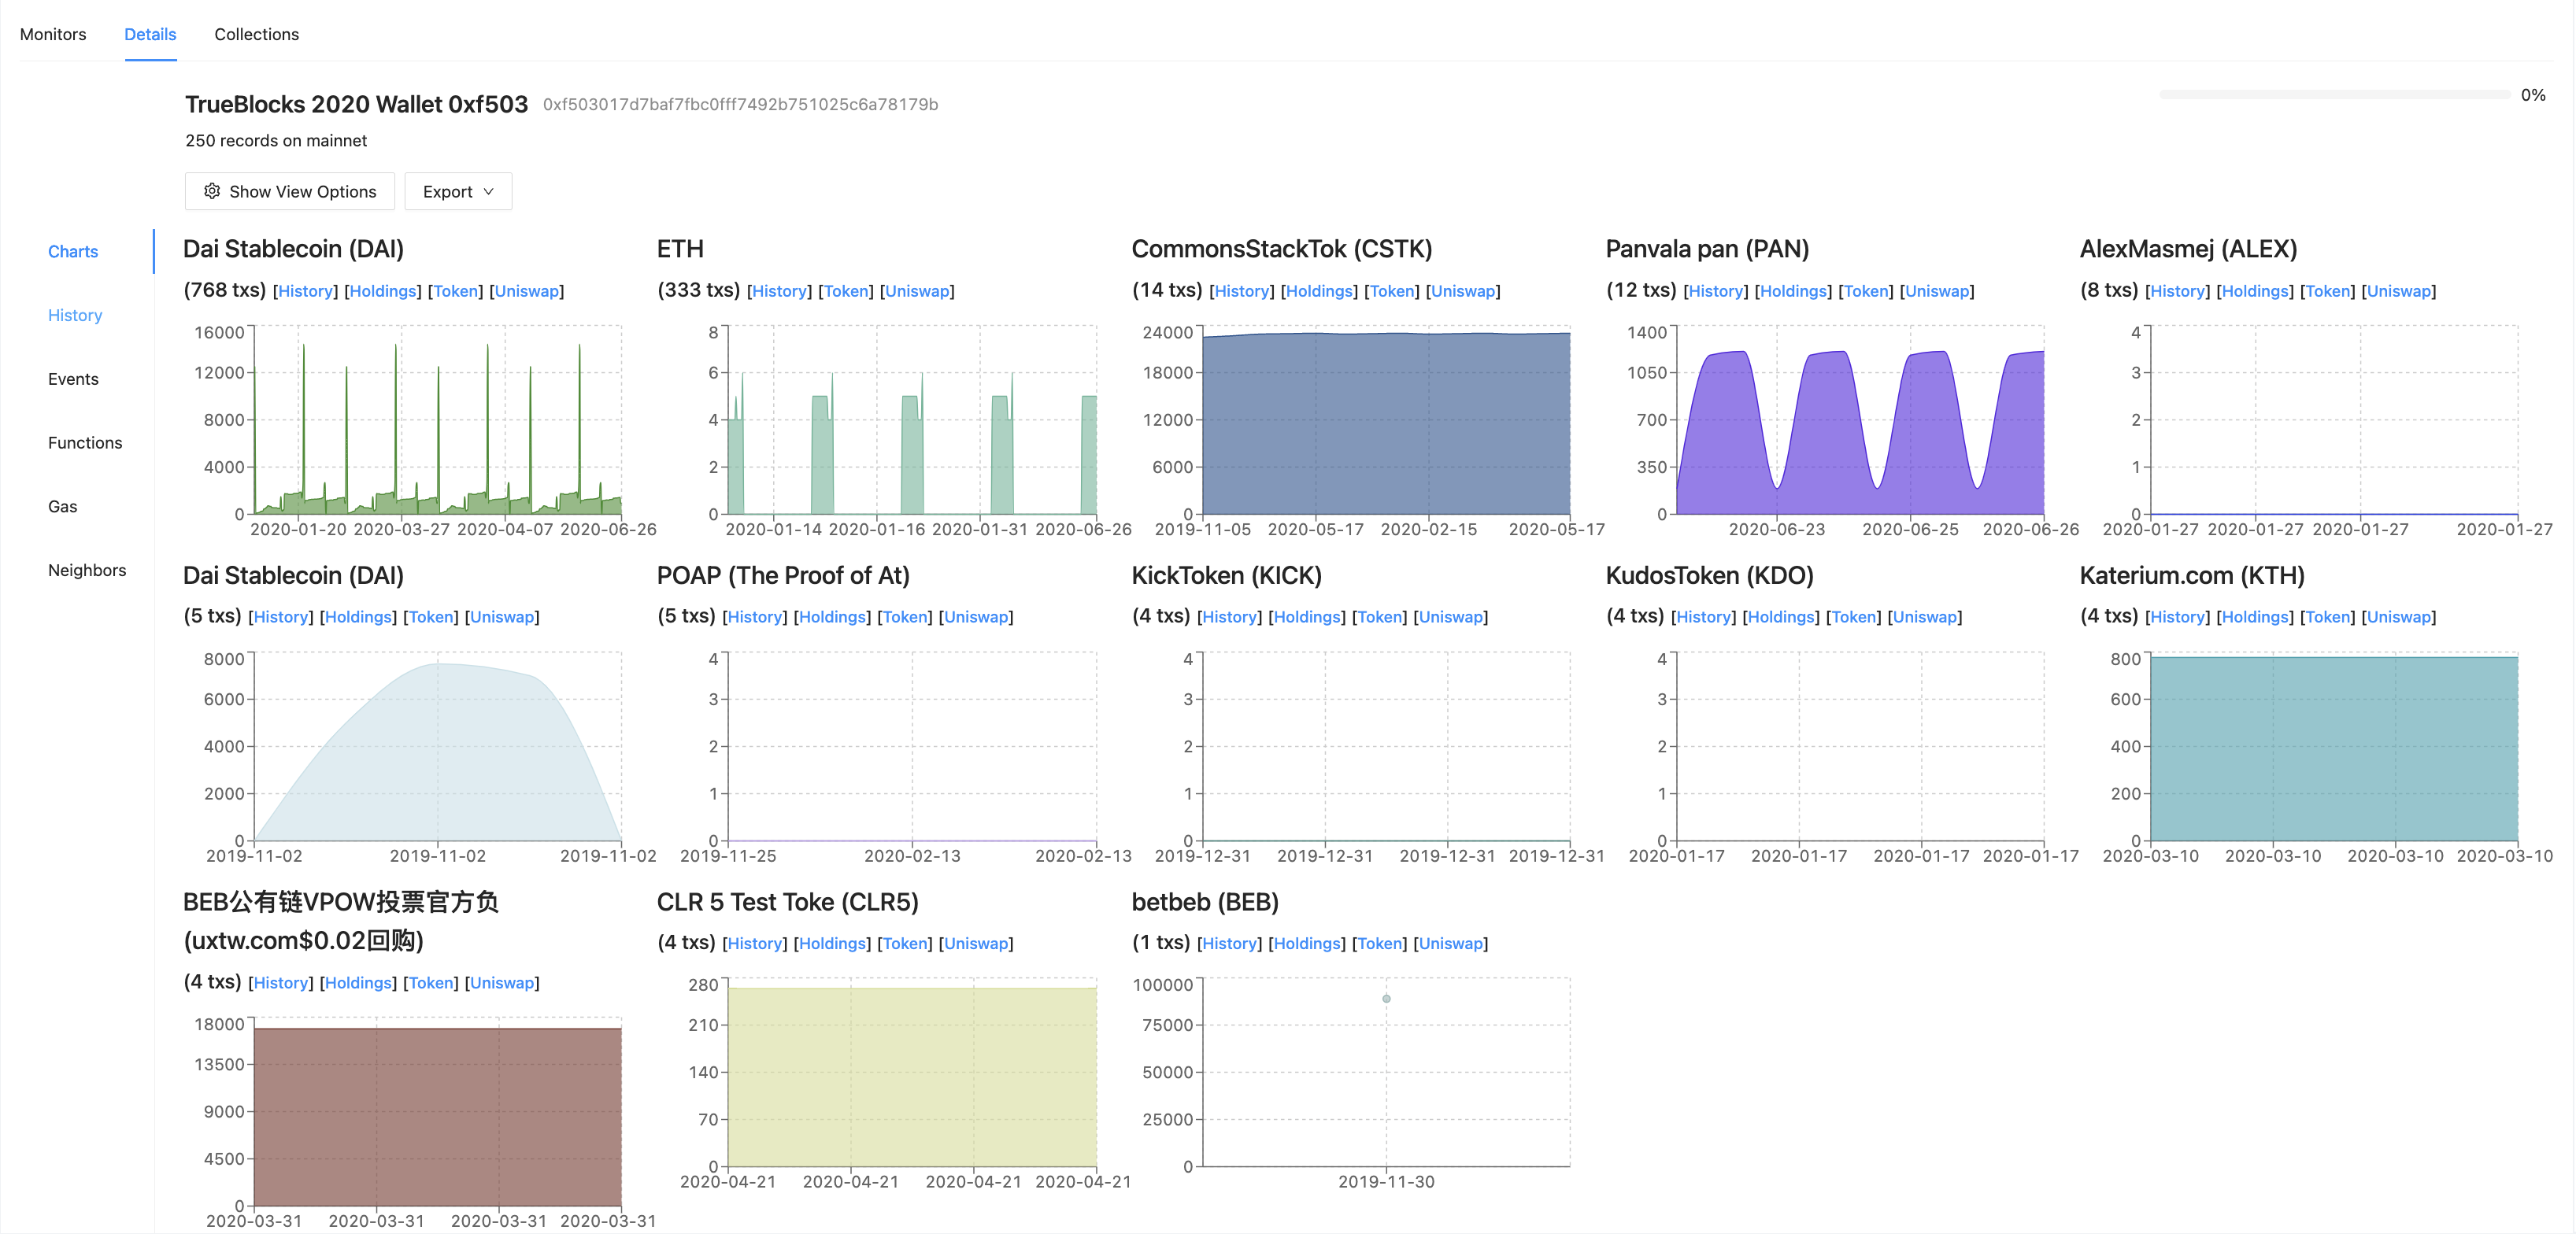 Monitors Details Collections
TrueBlocks 2020 Wallet 0xf503 0xf503017d7baf7fbc0fff7492b751025c6a78179b
0%
250 records on mainnet
Show View Options Export
Charts
History
Events
Functions
Gas
Neighbors
Dai Stablecoin (DAI)
(768 txs) [History] [Holdings] [Token] [Uniswap]
16000
12000
8000
4000
0
2020-01-20 2020-03-27 2020-04-07 2020-06-26
ETH
(333 txs) [History] [Token] [Uniswap]
8
6
4
2
0
2020-01-14 2020-01-16 2020-01-31 2020-06-26
CommonsStackTok (CSTK)
(14 txs) [History] [Holdings] [Token] [Uniswap]
24000
18000
12000
6000
0
2019-11-05 2020-05-17 2020-02-15 2020-05-17
Panvala pan (PAN)
(12 txs) [History] [Holdings] [Token] [Uniswap]
1400
1050
700
350
0
2020-06-23 2020-06-25 2020-06-26
AlexMasmej (ALEX)
(8 txs) [History] [Holdings] [Token] [Uniswap]
4
3
2
1
0
2020-01-27 2020-01-27 2020-01-27 2020-01-27
Dai Stablecoin (DAI)
(5 txs) [History] [Holdings] [Token] [Uniswap]
8000
6000
4000
2000
0
2019-11-02 2019-11-02 2019-11-02
POAP (The Proof of At)
(5 txs) [History] [Holdings] [Token] [Uniswap]
4
3
2
1
0
2019-11-25 2020-02-13 2020-02-13
KickToken (KICK)
(4 txs) [History] [Holdings] [Token] [Uniswap]
4
3
2
1
0
2019-12-31 2019-12-31 2019-12-31 2019-12-31
KudosToken (KDO)
(4 txs) [History] [Holdings] [Token] [Uniswap]
4
3
2
1
0
2020-01-17 2020-01-17 2020-01-17 2020-01-17
Katerium.com (KTH)
(4 txs) [History] [Holdings] [Token] [Uniswap]
800
600
400
200
0
2020-03-10 2020-03-10 2020-03-10 2020-03-10
BEB公有链VPOW投票官方负
(uxtw.com$0.02回购)
(4 txs) [History] [Holdings] [Token] [Uniswap]
18000
13500
9000
4500
0
2020-03-31 2020-03-31 2020-03-31 2020-03-31
CLR 5 Test Toke (CLR5)
(4 txs) [History] [Holdings] [Token] [Uniswap]
280
210
140
70
0
2020-04-21 2020-04-21 2020-04-21 2020-04-21
betbeb (BEB)
(1 txs) [History] [Holdings] [Token] [Uniswap]
100000
75000
50000
25000
0
2019-11-30